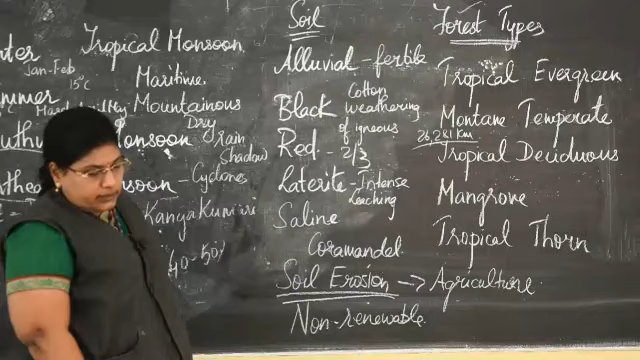 Tropical Monsoon
Jan-Feb
15°c
Maritime.
Mountainous
Monsoon Dry
rain
Shadow
Cyclones
KanyaKumari
40-50%
Soil
Alluvial - fertile
Black Cotton
weathering
of igneous
Red - 2/3
Laterite - Intense
Leaching
Saline
Coramandel
Soil Erosion → Agriculture
Non-renewable.
Forest Types
Tropical Evergreen
Montane Temperate
26,281 Km
Tropical Deciduous
Mangrove
Tropical Thorn